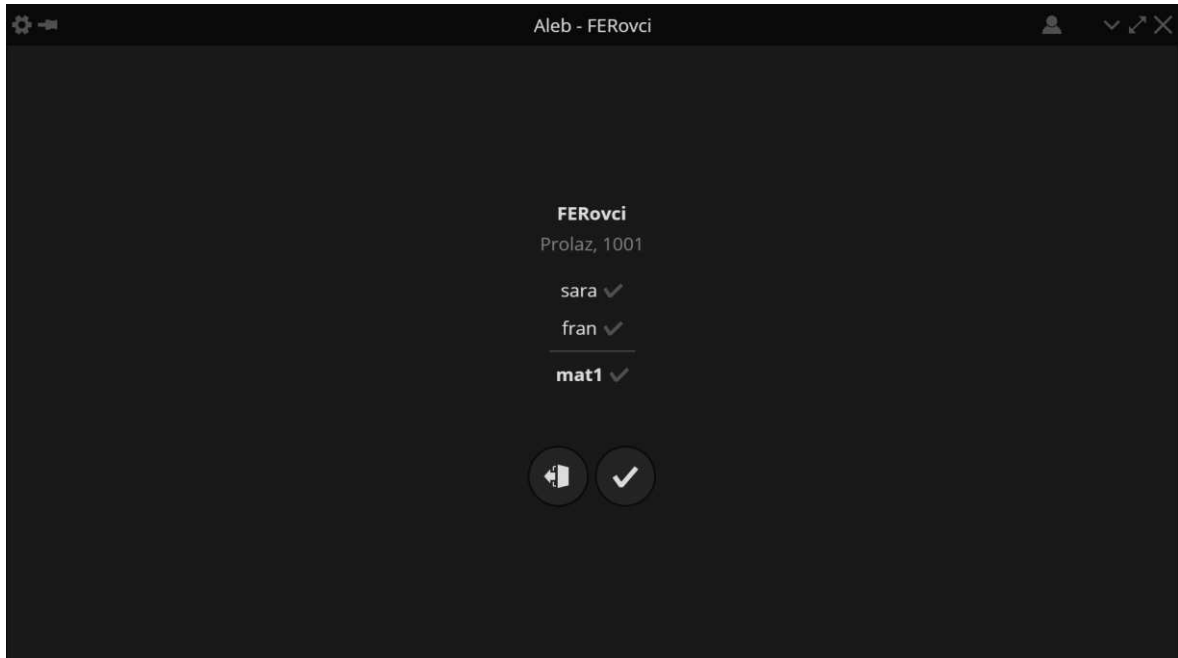 Aleb - FERovci
FERovci
Prolaz, 1001
sara
fran
mat1